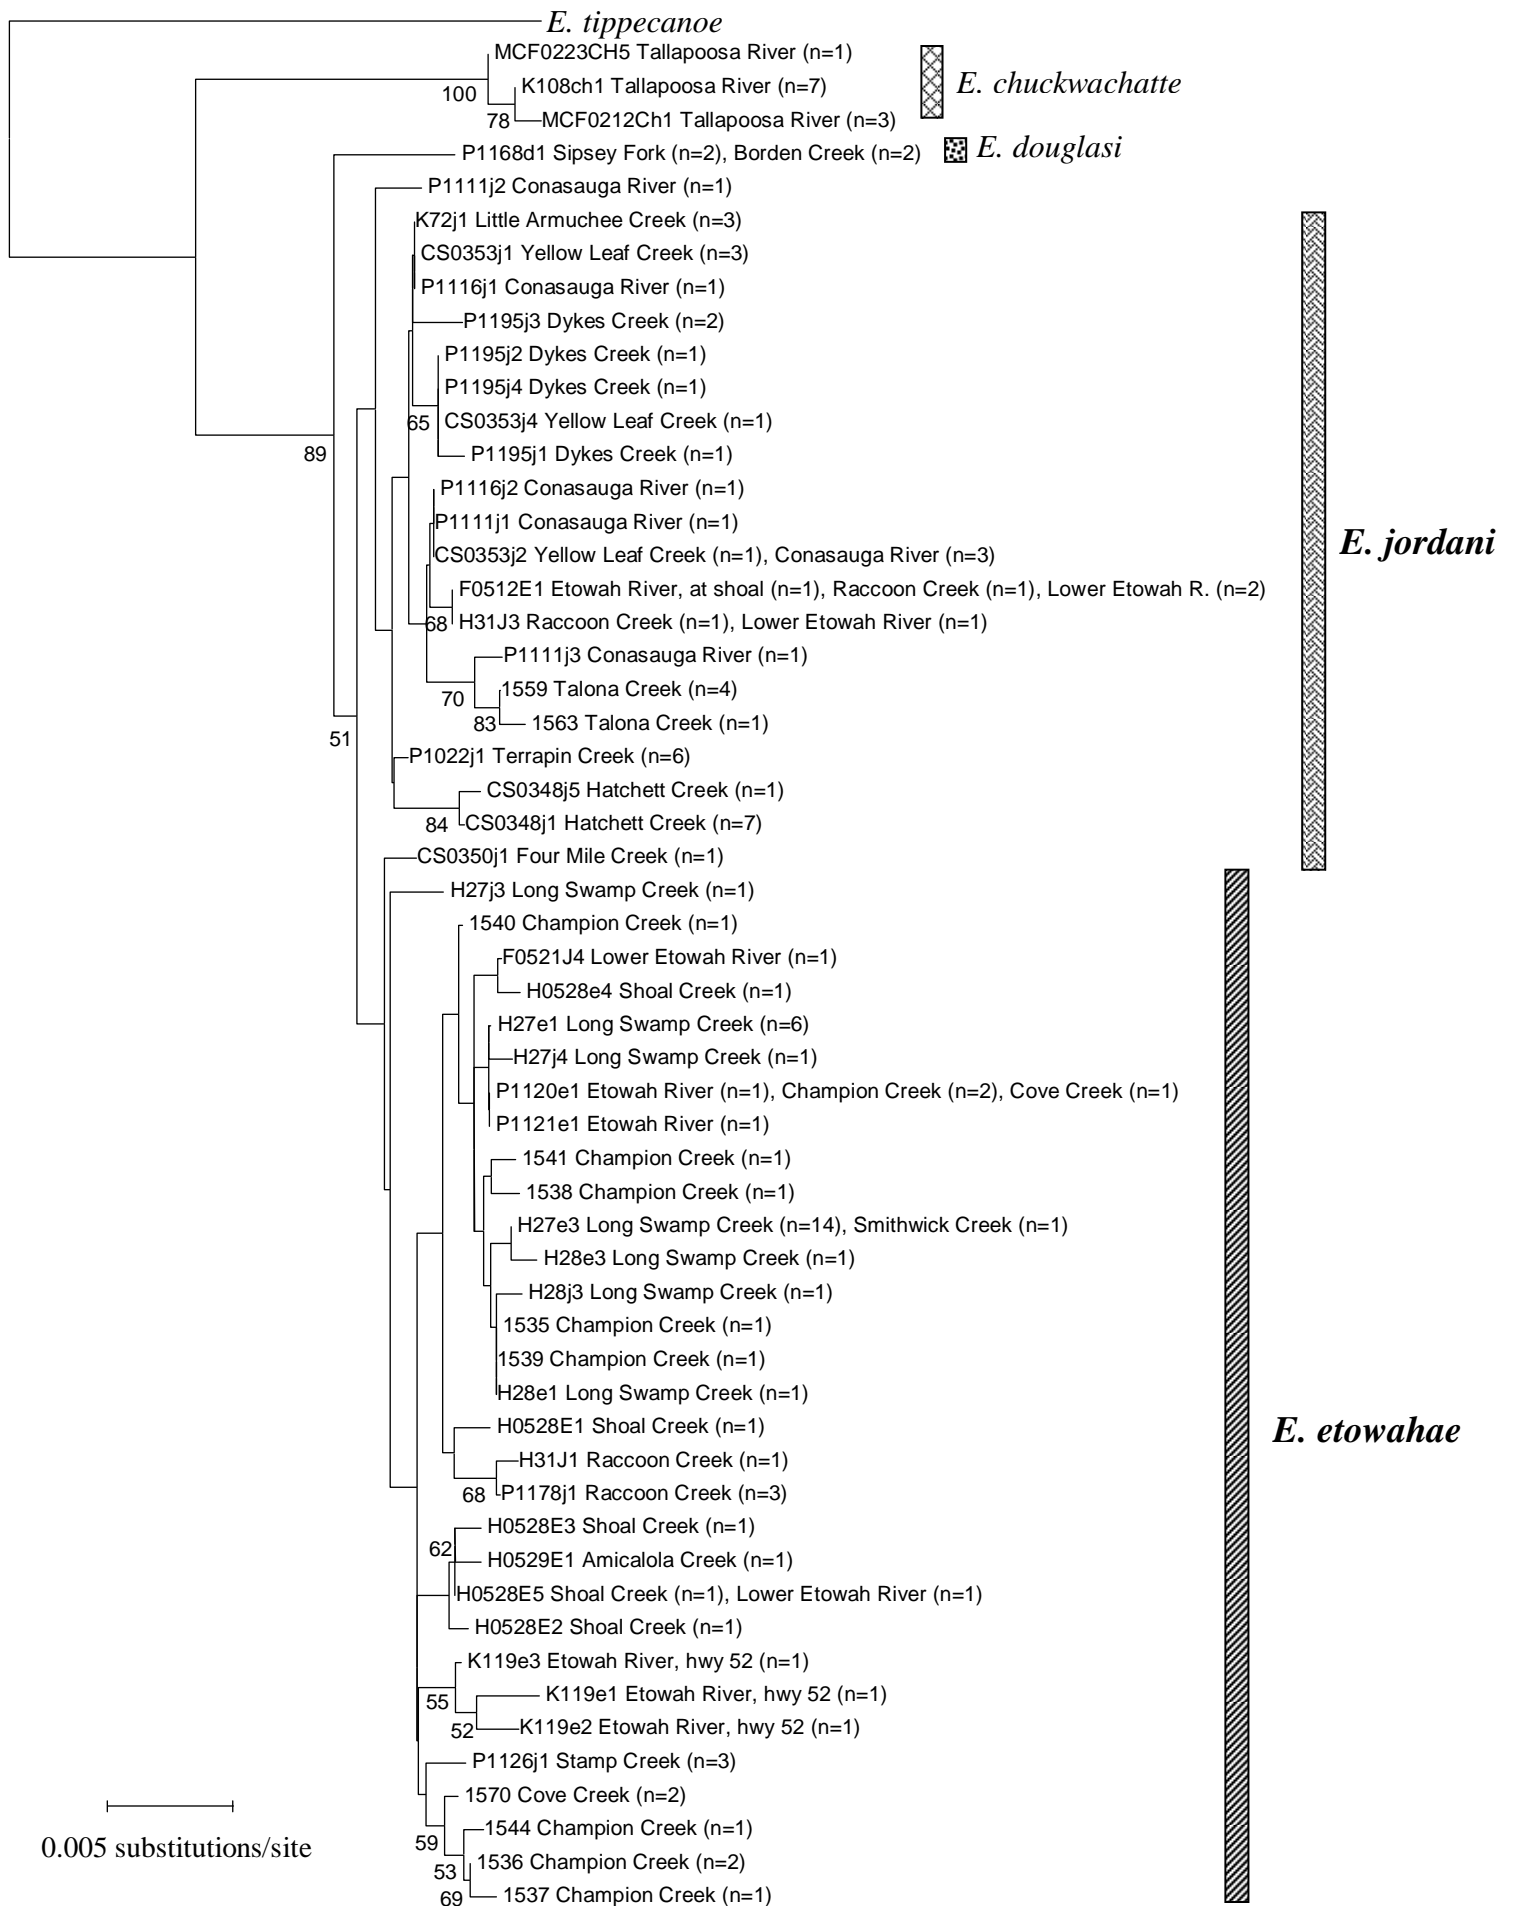 E. tippecanoe
MCF0223CH5 Tallapoosa River (n=1)
K108ch1 Tallapoosa River (n=7)
E. chuckwachatte
100
78
MCF0212Ch1 Tallapoosa River (n=3)
P1168d1 Sipsey Fork (n=2), Borden Creek (n=2)
E. douglasi
P1111j2 Conasauga River (n=1)
K72j1 Little Armuchee Creek (n=3)
CS0353j1 Yellow Leaf Creek (n=3)
P1116j1 Conasauga River (n=1)
P1195j3 Dykes Creek (n=2)
P1195j2 Dykes Creek (n=1)
P1195j4 Dykes Creek (n=1)
65
CS0353j4 Yellow Leaf Creek (n=1)
89
P1195j1 Dykes Creek (n=1)
P1116j2 Conasauga River (n=1)
P1111j1 Conasauga River (n=1)
E. jordani
CS0353j2 Yellow Leaf Creek (n=1), Conasauga River (n=3)
F0512E1 Etowah River, at shoal (n=1), Raccoon Creek (n=1), Lower Etowah R. (n=2)
68
H31J3 Raccoon Creek (n=1), Lower Etowah River (n=1)
P1111j3 Conasauga River (n=1)
70
1559 Talona Creek (n=4)
83
1563 Talona Creek (n=1)
51
P1022j1 Terrapin Creek (n=6)
CS0348j5 Hatchett Creek (n=1)
84
CS0348j1 Hatchett Creek (n=7)
CS0350j1 Four Mile Creek (n=1)
H27j3 Long Swamp Creek (n=1)
1540 Champion Creek (n=1)
F0521J4 Lower Etowah River (n=1)
H0528e4 Shoal Creek (n=1)
H27e1 Long Swamp Creek (n=6)
H27j4 Long Swamp Creek (n=1)
P1120e1 Etowah River (n=1), Champion Creek (n=2), Cove Creek (n=1)
P1121e1 Etowah River (n=1)
1541 Champion Creek (n=1)
1538 Champion Creek (n=1)
H27e3 Long Swamp Creek (n=14), Smithwick Creek (n=1)
H28e3 Long Swamp Creek (n=1)
H28j3 Long Swamp Creek (n=1)
1535 Champion Creek (n=1)
1539 Champion Creek (n=1)
H28e1 Long Swamp Creek (n=1)
H0528E1 Shoal Creek (n=1)
E. etowahae
H31J1 Raccoon Creek (n=1)
68
P1178j1 Raccoon Creek (n=3)
H0528E3 Shoal Creek (n=1)
62
H0529E1 Amicalola Creek (n=1)
H0528E5 Shoal Creek (n=1), Lower Etowah River (n=1)
H0528E2 Shoal Creek (n=1)
K119e3 Etowah River, hwy 52 (n=1)
55
K119e1 Etowah River, hwy 52 (n=1)
52
K119e2 Etowah River, hwy 52 (n=1)
P1126j1 Stamp Creek (n=3)
1570 Cove Creek (n=2)
0.005 substitutions/site
59
1544 Champion Creek (n=1)
53
1536 Champion Creek (n=2)
69
1537 Champion Creek (n=1)